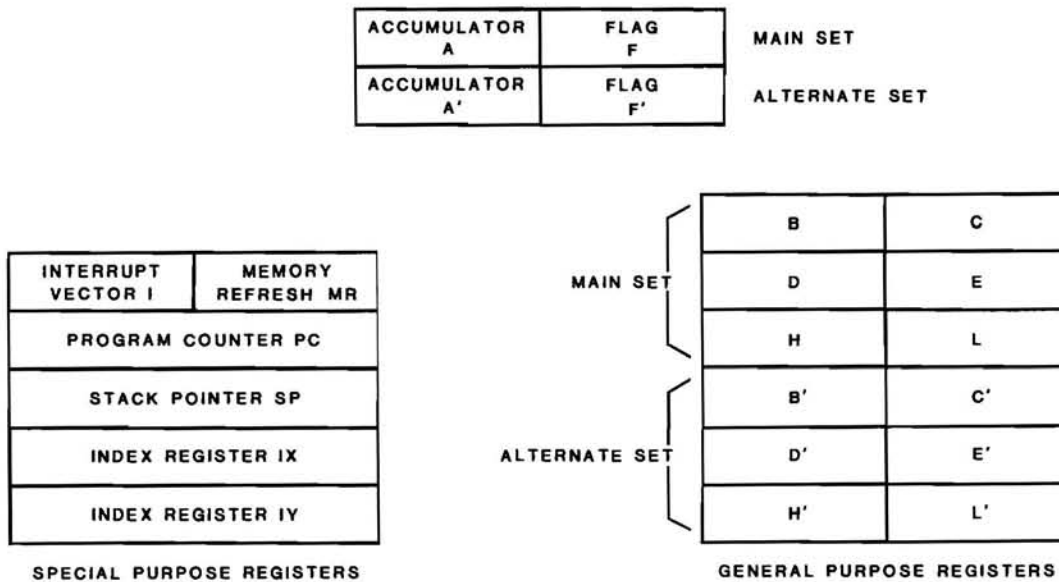 ACCUMULATOR A
FLAG F
MAIN SET
ACCUMULATOR A'
FLAG F'
ALTERNATE SET
INTERRUPT VECTOR I
MEMORY REFRESH MR
PROGRAM COUNTER PC
STACK POINTER SP
INDEX REGISTER IX
INDEX REGISTER IY
SPECIAL PURPOSE REGISTERS
MAIN SET
B C
D E
H L
ALTERNATE SET
B' C'
D' E'
H' L'
GENERAL PURPOSE REGISTERS